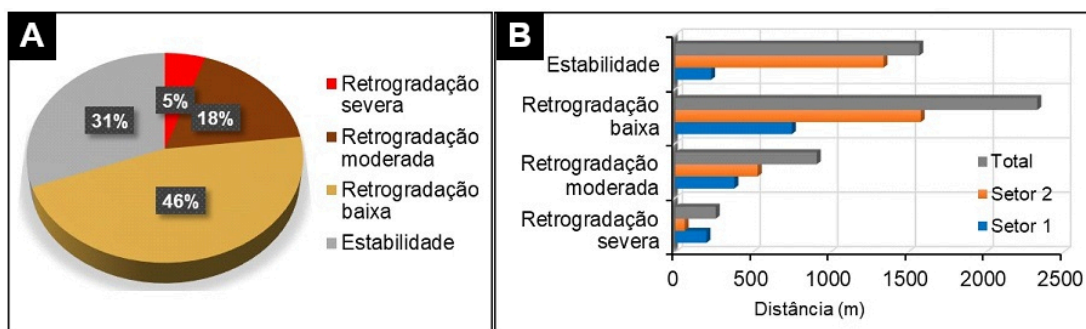 A
5%
18%
31%
46%
Retrogradação
severa
Retrogradação
moderada
Retrogradação
baixa
Estabilidade
B
Estabilidade
Retrogradação
baixa
Retrogradação
moderada
Retrogradação
severa
Total
Setor 2
Setor 1
0 500 1000 1500 2000 2500
Distância (m)